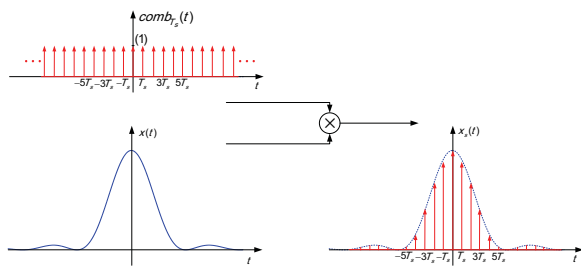 comb_{T_s}(t)
(1)
... ...
-5T_s -3T_s -T_s T_s 3T_s 5T_s
t
x(t)
t
×
x_s(t)
-5T_s -3T_s -T_s T_s 3T_s 5T_s
t